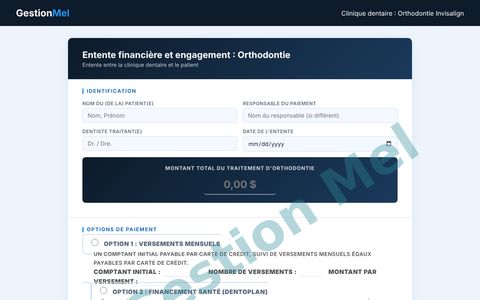 GestionMel
Clinique dentaire : Orthodontie Invisalign
Entente financière et engagement : Orthodontie
Entente entre la clinique dentaire et le patient
IDENTIFICATION
NOM DU (DE LA) PATIENT(E)
RESPONSABLE DU PAIEMENT
Nom, Prénom
Nom du responsable (si différent)
DENTISTE TRAITANT(E)
DATE DE L'ENTENTE
Dr. / Dre.
mm/dd/yyyy
MONTANT TOTAL DU TRAITEMENT D'ORTHODONTIE
0,00 $
Gestion Mel
OPTIONS DE PAIEMENT
OPTION 1 : VERSEMENTS MENSUELS
UN COMPTANT INITIAL PAYABLE PAR CARTE DE CRÉDIT, SUIVI DE VERSEMENTS MENSUELS ÉGAUX
PAYABLES PAR CARTE DE CRÉDIT.
COMPTANT INITIAL : NOMBRE DE VERSEMENTS : MONTANT PAR
VERSEMENT :
OPTION 2 : FINANCEMENT SANTÉ (DENTOPLAN)